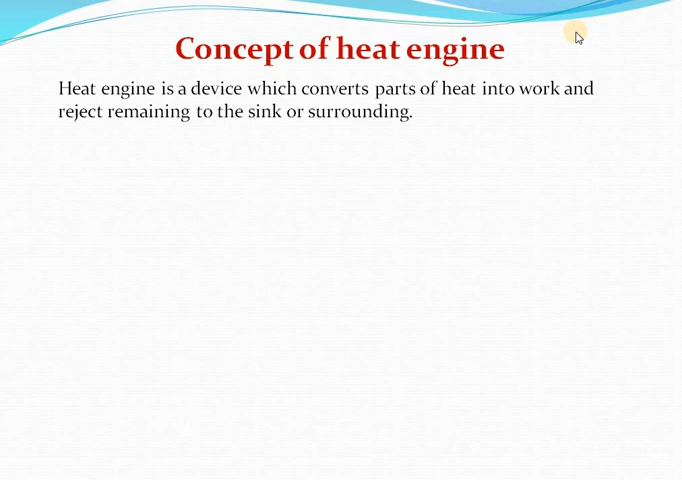 Concept of heat engine
Heat engine is a device which converts parts of heat into work and
reject remaining to the sink or surrounding.